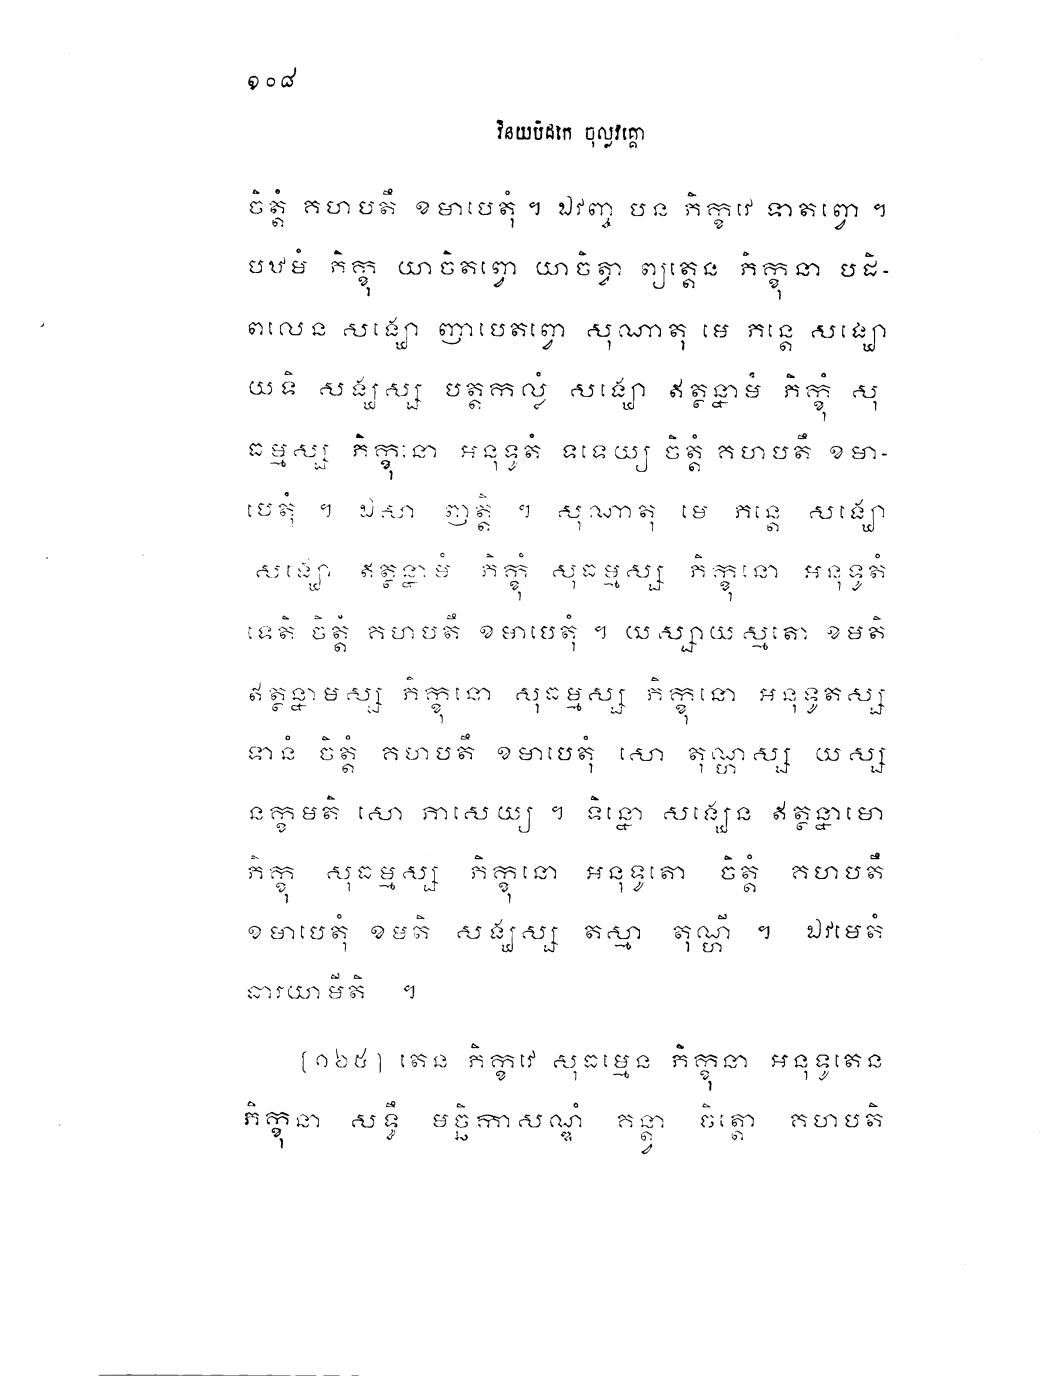 ១០៨
វិនយបិដកេ ចុល្លវគ្គោ
ចិត្តំ គហបតឹ ខមាបេតុំ ។ ឯវញ្ច បន ភិក្ខវេ ទាតព្វោ ។
បឋមំ ភិក្ខុ យាចិតព្វោ យាចិត្វា ព្យត្តេន ភិក្ខុនា បដិ-
ពលេន សង្ឃោ ញាបេតព្វោ សុណាតុ មេ ភន្តេ សង្ឃោ
យទិ សង្ឃស្ស បត្តកល្លំ សង្ឃោ ឥត្ថន្នាមំ ភិក្ខុំ សុ
ធម្មស្ស ភិក្ខុនោ អនុទូតំ ទទេយ្យ ចិត្តំ គហបតឹ ខមា-
បេតុំ ។ ឯសា ញត្តិ ។ សុណាតុ មេ ភន្តេ សង្ឃោ
សង្ឃោ ឥត្ថន្នាមំ ភិក្ខុំ សុធម្មស្ស ភិក្ខុនោ អនុទូតំ
ទេតិ ចិត្តំ គហបតឹ ខមាបេតុំ ។ យស្សាយស្មតោ ខមតិ
ឥត្ថន្នាមស្ស ភិក្ខុនោ សុធម្មស្ស ភិក្ខុនោ អនុទូតស្ស
ទានំ ចិត្តំ គហបតឹ ខមាបេតុំ សោ តុណ្ហស្ស យស្ស
នក្ខមតិ សោ ភាសេយ្យ ។ ទិន្នោ សង្ឃេន ឥត្ថន្នាមោ
ភិក្ខុ សុធម្មស្ស ភិក្ខុនោ អនុទូតោ ចិត្តំ គហបតឹ
ខមាបេតុំ ខមតិ សង្ឃស្ស តស្មា តុណ្ហី ។ ឯវមេតំ
ធារយាមីតិ ។
[១៦៥] តេន ភិក្ខវេ សុធម្មេន ភិក្ខុនា អនុទូតេន
ភិក្ខុនា សទ្ធឹ មច្ឆិកាសណ្ឌំ គន្ត្វា ចិត្តោ គហបតិ